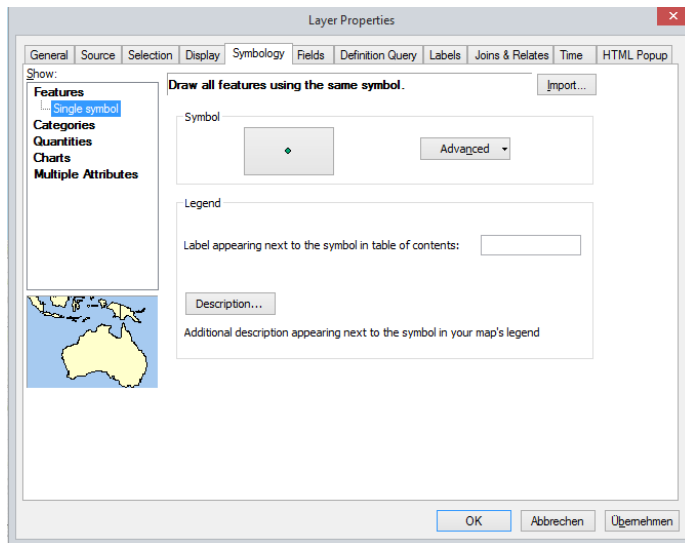 Layer Properties
General Source Selection Display Symbology Fields Definition Query Labels Joins & Relates Time HTML Popup
Show:
Features
Single symbol
Categories
Quantities
Charts
Multiple Attributes
Draw all features using the same symbol.
Import...
Symbol
Advanced
Legend
Label appearing next to the symbol in table of contents:
Description...
Additional description appearing next to the symbol in your map's legend
OK Abbrechen Übernehmen